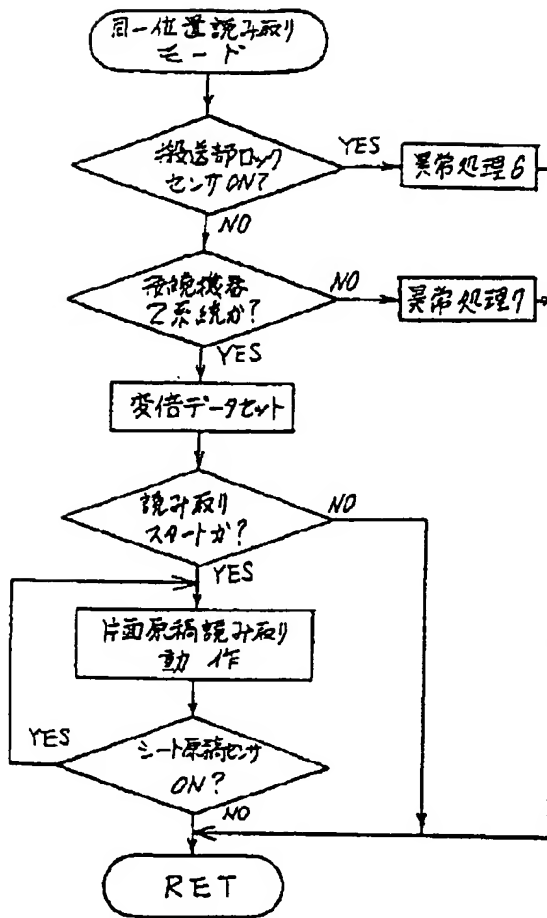 同一位置読み取り
モード
搬送部ロック
センサON?
YES
異常処理6
NO
接続機器
2系統か?
NO
異常処理7
YES
変倍データセット
読み取り
スタートか?
NO
YES
片面原稿読み取り
動作
シート原稿センサ
ON?
YES
NO
RET